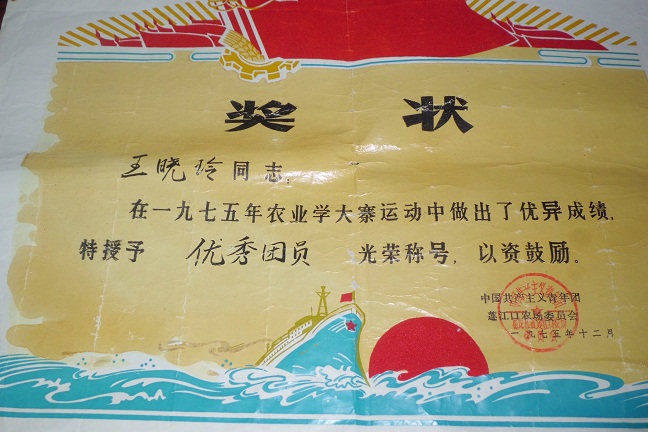 奖状
王晓玲同志：
在一九七五年农业学大寨运动中做出了优异成绩，
特授予 优秀团员 光荣称号，以资鼓励。
中国共产主义青年团
莲江口农场委员会
一九七五年十二月